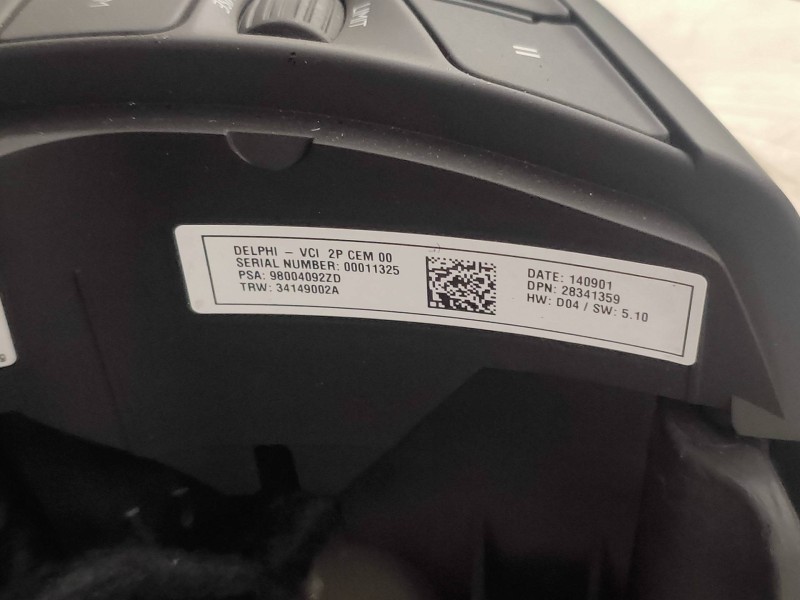 LIMIT
DELPHI - VCI 2P CEM 00
SERIAL NUMBER: 00011325
PSA: 98004092ZD
TRW: 34149002A
DATE: 140901
DPN: 28341359
HW: D04 / SW: 5.10